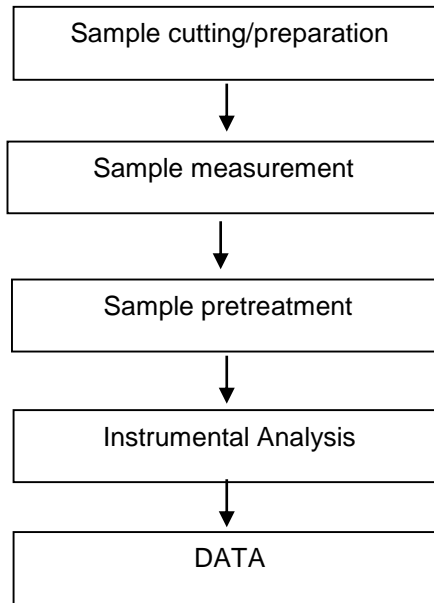 Sample cutting/preparation
Sample measurement
Sample pretreatment
Instrumental Analysis
DATA